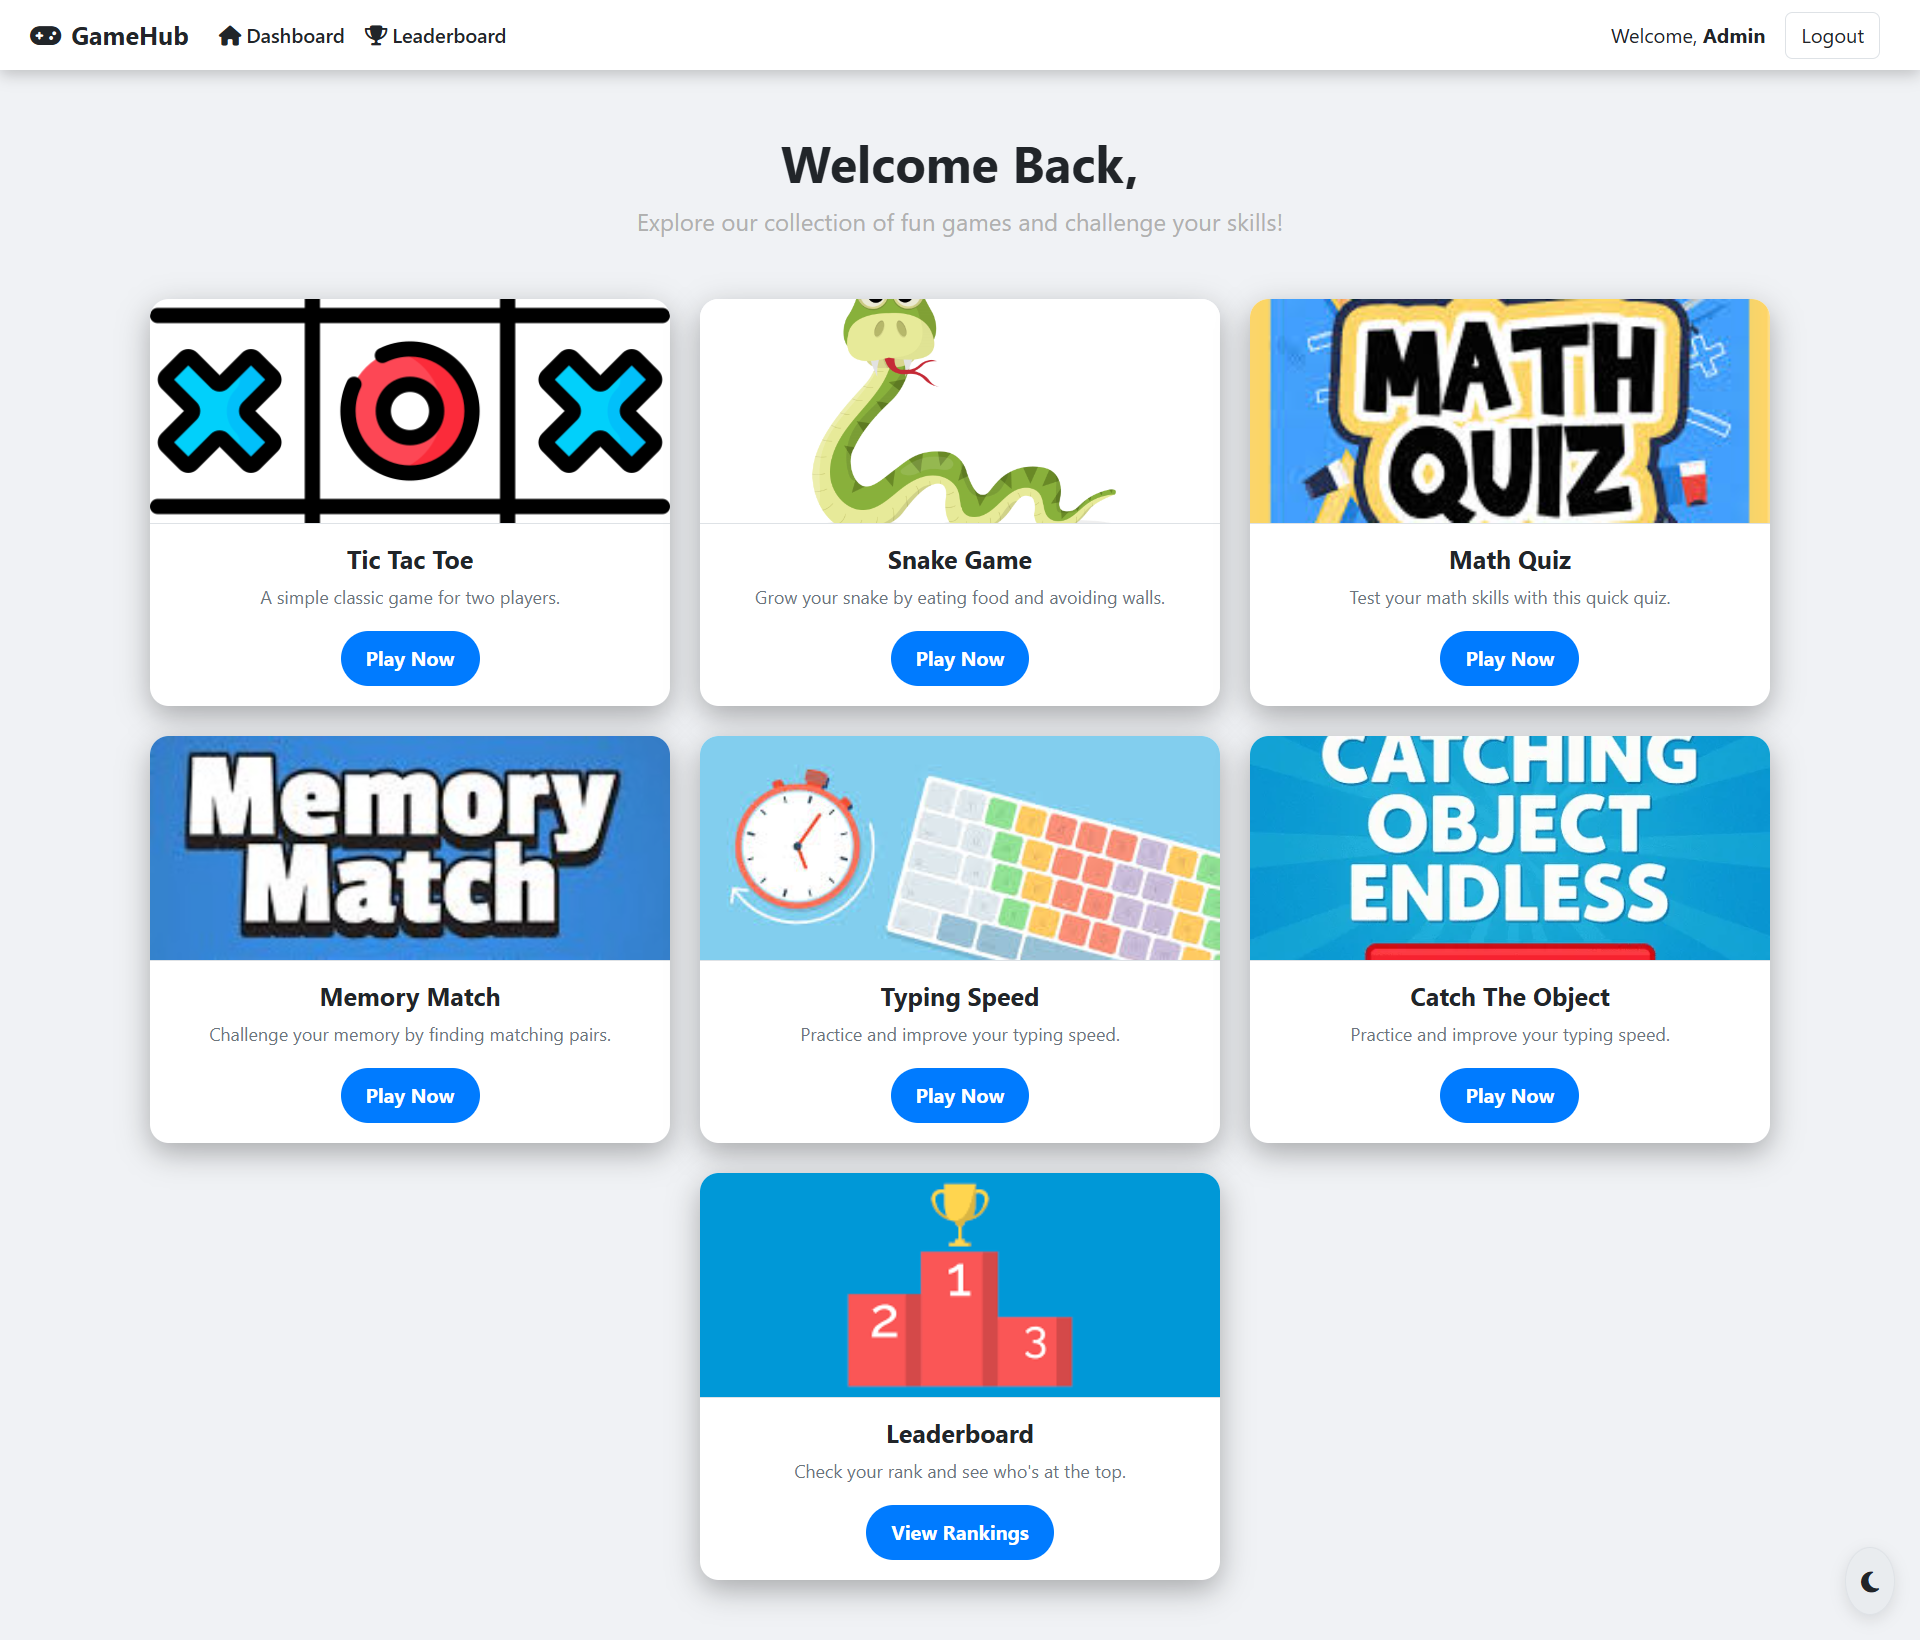 GameHub Dashboard Leaderboard Welcome, Admin Logout
Welcome Back,
Explore our collection of fun games and challenge your skills!
MATH
QUIZ
Tic Tac Toe
A simple classic game for two players.
Play Now
Snake Game
Grow your snake by eating food and avoiding walls.
Play Now
Math Quiz
Test your math skills with this quick quiz.
Play Now
Memory
Match
CATCHING
OBJECT
ENDLESS
Memory Match
Challenge your memory by finding matching pairs.
Play Now
Typing Speed
Practice and improve your typing speed.
Play Now
Catch The Object
Practice and improve your typing speed.
Play Now
1
2
3
Leaderboard
Check your rank and see who's at the top.
View Rankings